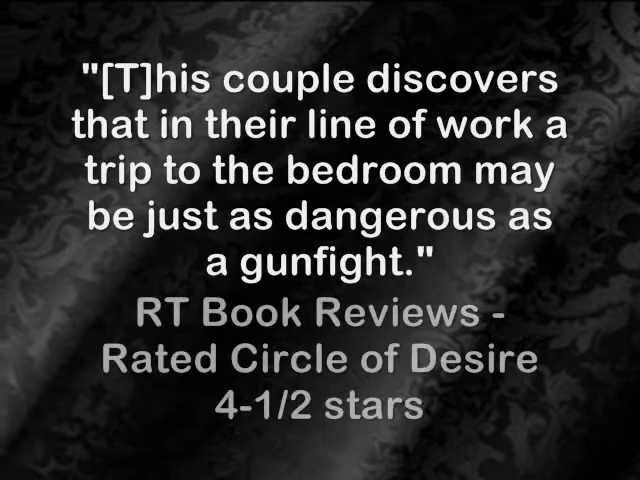 "[T]his couple discovers
that in their line of work a
trip to the bedroom may
be just as dangerous as
a gunfight."
RT Book Reviews -
Rated Circle of Desire
4-1/2 stars